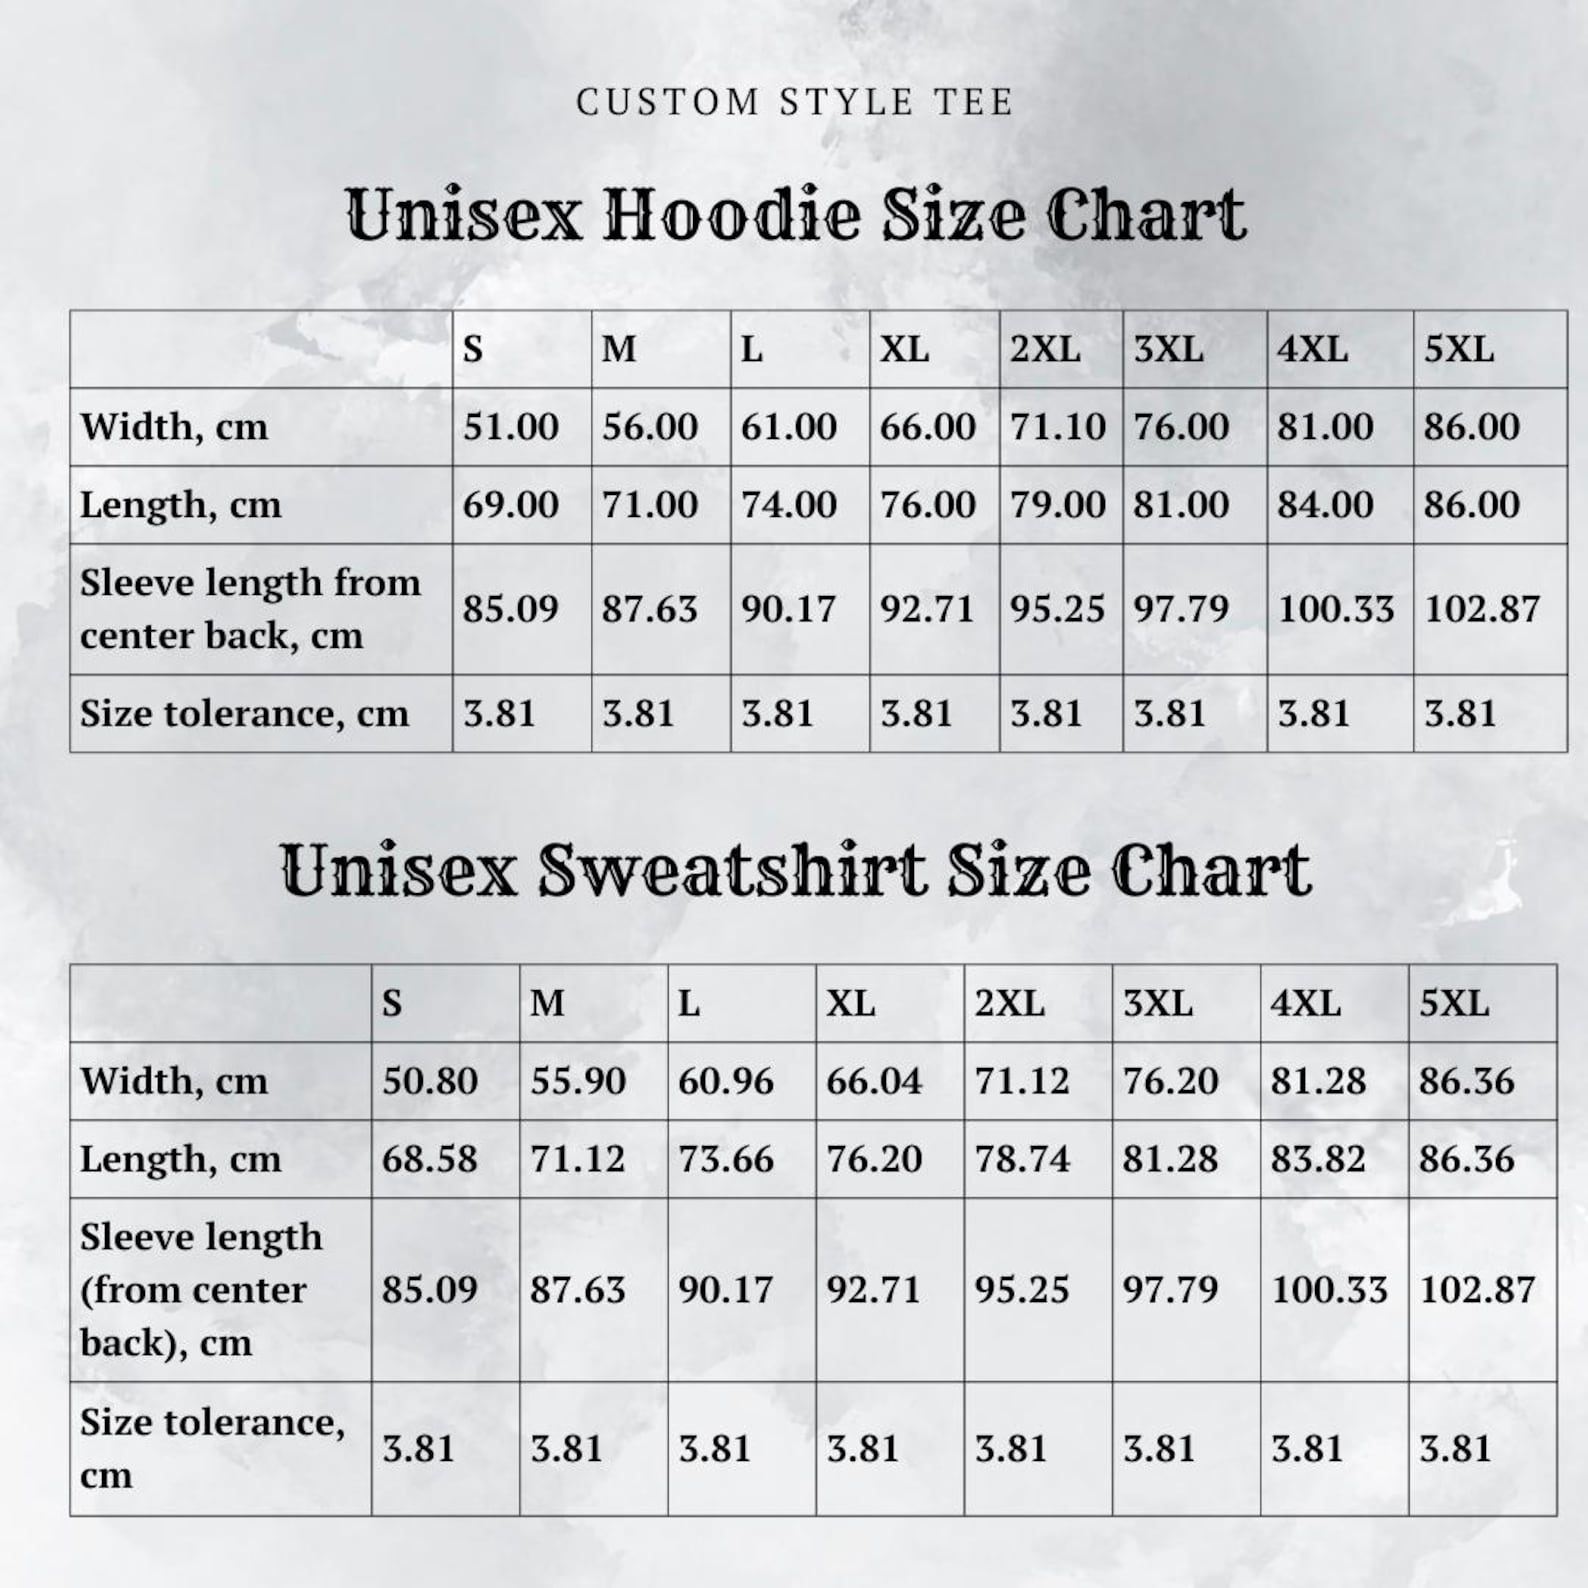 CUSTOM STYLE TEE
Unisex Hoodie Size Chart
S M L XL 2XL 3XL 4XL 5XL
Width, cm 51.00 56.00 61.00 66.00 71.10 76.00 81.00 86.00
Length, cm 69.00 71.00 74.00 76.00 79.00 81.00 84.00 86.00
Sleeve length from
center back, cm 85.09 87.63 90.17 92.71 95.25 97.79 100.33 102.87
Size tolerance, cm 3.81 3.81 3.81 3.81 3.81 3.81 3.81 3.81
Unisex Sweatshirt Size Chart
S M L XL 2XL 3XL 4XL 5XL
Width, cm 50.80 55.90 60.96 66.04 71.12 76.20 81.28 86.36
Length, cm 68.58 71.12 73.66 76.20 78.74 81.28 83.82 86.36
Sleeve length
(from center 85.09 87.63 90.17 92.71 95.25 97.79 100.33 102.87
back), cm
Size tolerance,
cm 3.81 3.81 3.81 3.81 3.81 3.81 3.81 3.81